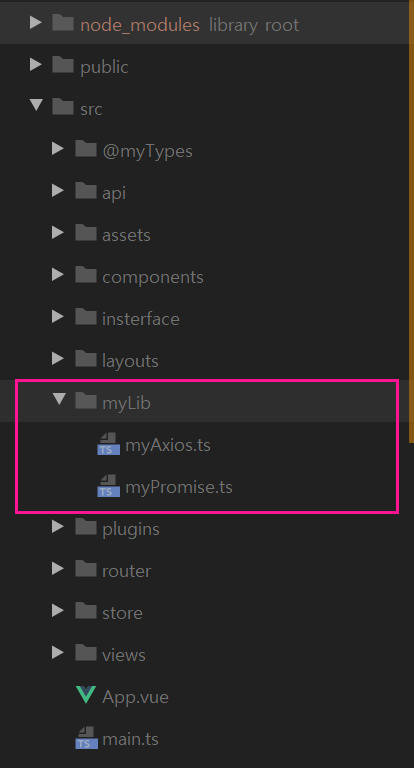 node_modules library root
public
src
@myTypes
api
assets
components
insterface
layouts
myLib
TS myAxios.ts
TS myPromise.ts
plugins
router
store
views
App.vue
TS main.ts